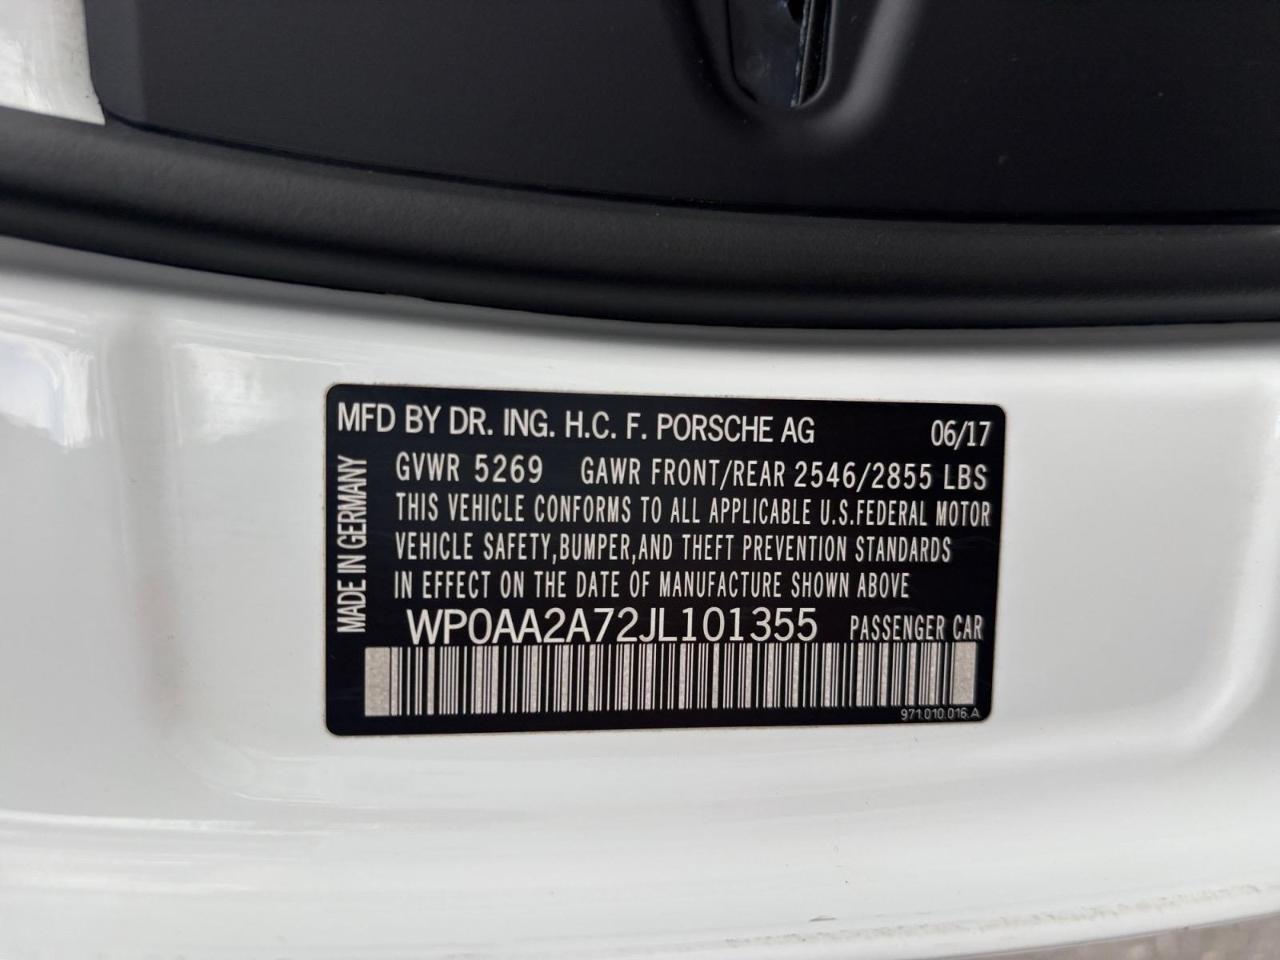 MFD BY DR. ING. H.C. F. PORSCHE AG 06/17
GVWR 5269 GAWR FRONT/REAR 2546/2855 LBS
THIS VEHICLE CONFORMS TO ALL APPLICABLE U.S.FEDERAL MOTOR
VEHICLE SAFETY,BUMPER,AND THEFT PREVENTION STANDARDS
IN EFFECT ON THE DATE OF MANUFACTURE SHOWN ABOVE
WP0AA2A72JL101355 PASSENGER CAR
MADE IN GERMANY
971.010.016.A